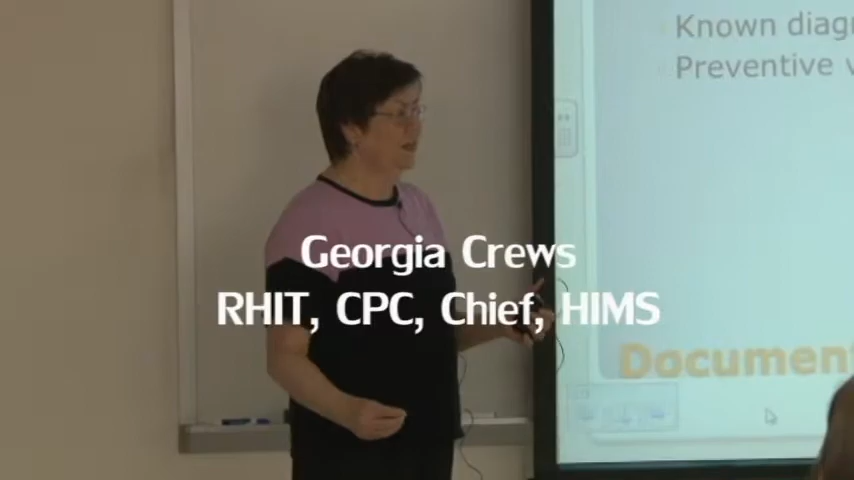 Known diag
Preventive v
Georgia Crews
RHIT, CPC, Chief, HIMS
Document